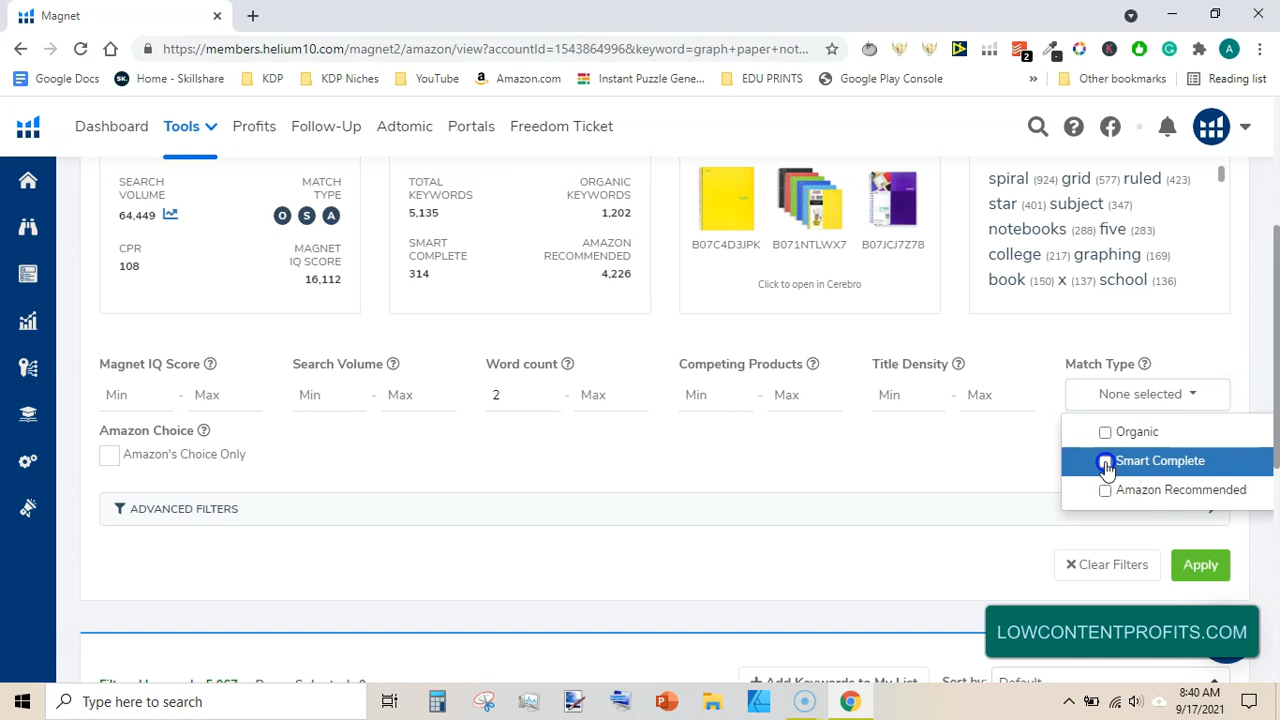 Magnet
https://members.helium10.com/magnet2/amazon/view?accountId=1543864996&keyword=graph+paper+not...
2
A
Google Docs
SK. Home - Skillshare
KDP
KDP Niches
YouTube
Amazon.com
Instant Puzzle Gene...
EDU PRINTS
Google Play Console
»
Other bookmarks
Reading list
Dashboard
Tools
Profits
Follow-Up
Adtomic
Portals
Freedom Ticket
SEARCH VOLUME
64,449
MATCH TYPE
O S A
CPR
108
MAGNET IQ SCORE
16,112
TOTAL KEYWORDS
5,135
ORGANIC KEYWORDS
1,202
SMART COMPLETE
314
AMAZON RECOMMENDED
4,226
B07C4D3JPK B071NTLWX7 B07JCJ7Z78
Click to open in Cerebro
spiral (924) grid (577) ruled (423)
star (401) subject (347)
notebooks (288) five (283)
college (217) graphing (169)
book (150) x (137) school (136)
Magnet IQ Score
Min - Max
Search Volume
Min - Max
Word count
2 - Max
Competing Products
Min - Max
Title Density
Min - Max
Match Type
None selected
Organic
Smart Complete
Amazon Recommended
Amazon Choice
Amazon's Choice Only
ADVANCED FILTERS
Clear Filters
Apply
LOWCONTENTPROFITS.COM
+ Add Keywords to My List
Sort by:
Default
Type here to search
8:40 AM
9/17/2021